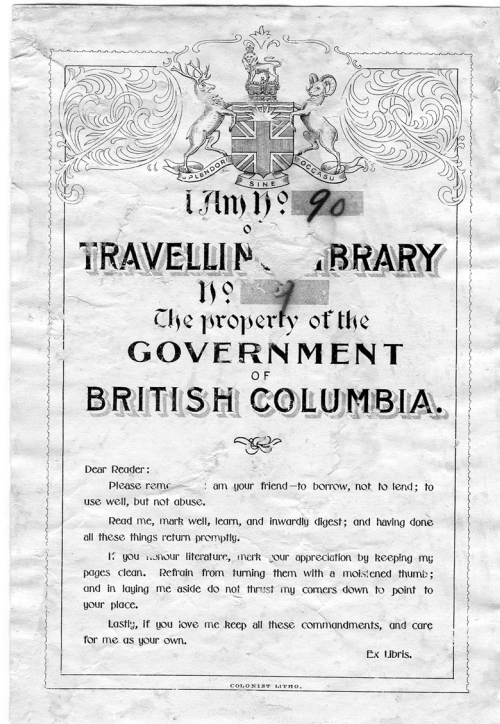 SPLENDOR SINE OCCASU
I Am No. 90
TRAVELLING LIBRARY
No.
The property of the
GOVERNMENT
OF
BRITISH COLUMBIA.
Dear Reader:
Please am your friend—to borrow, not to lend; to
use well, but not abuse.
Read me, mark well, learn, and inwardly digest; and having done
all these things return promptly.
If you honour literature, mark your appreciation by keeping my
pages clean. Refrain from turning them with a moistened thumb;
and in laying me aside do not thrust my corners down to point to
your place.
Lastly, if you love me keep all these commandments, and care
for me as your own.
Ex Libris.
COLONIST LITHO.